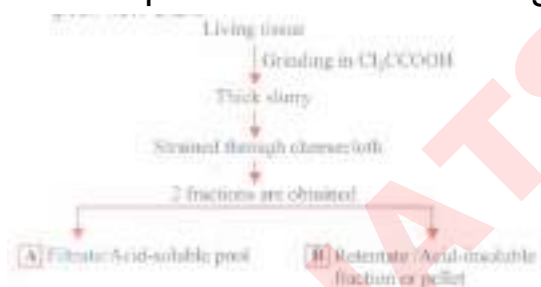 Living tissue
Grinding in Cl₃CCOOH
Thick slurry
Strained through cheesecloth
2 fractions are obtained
A Filtrate/Acid-soluble pool
B Retentate/Acid-insoluble
fraction or pellet